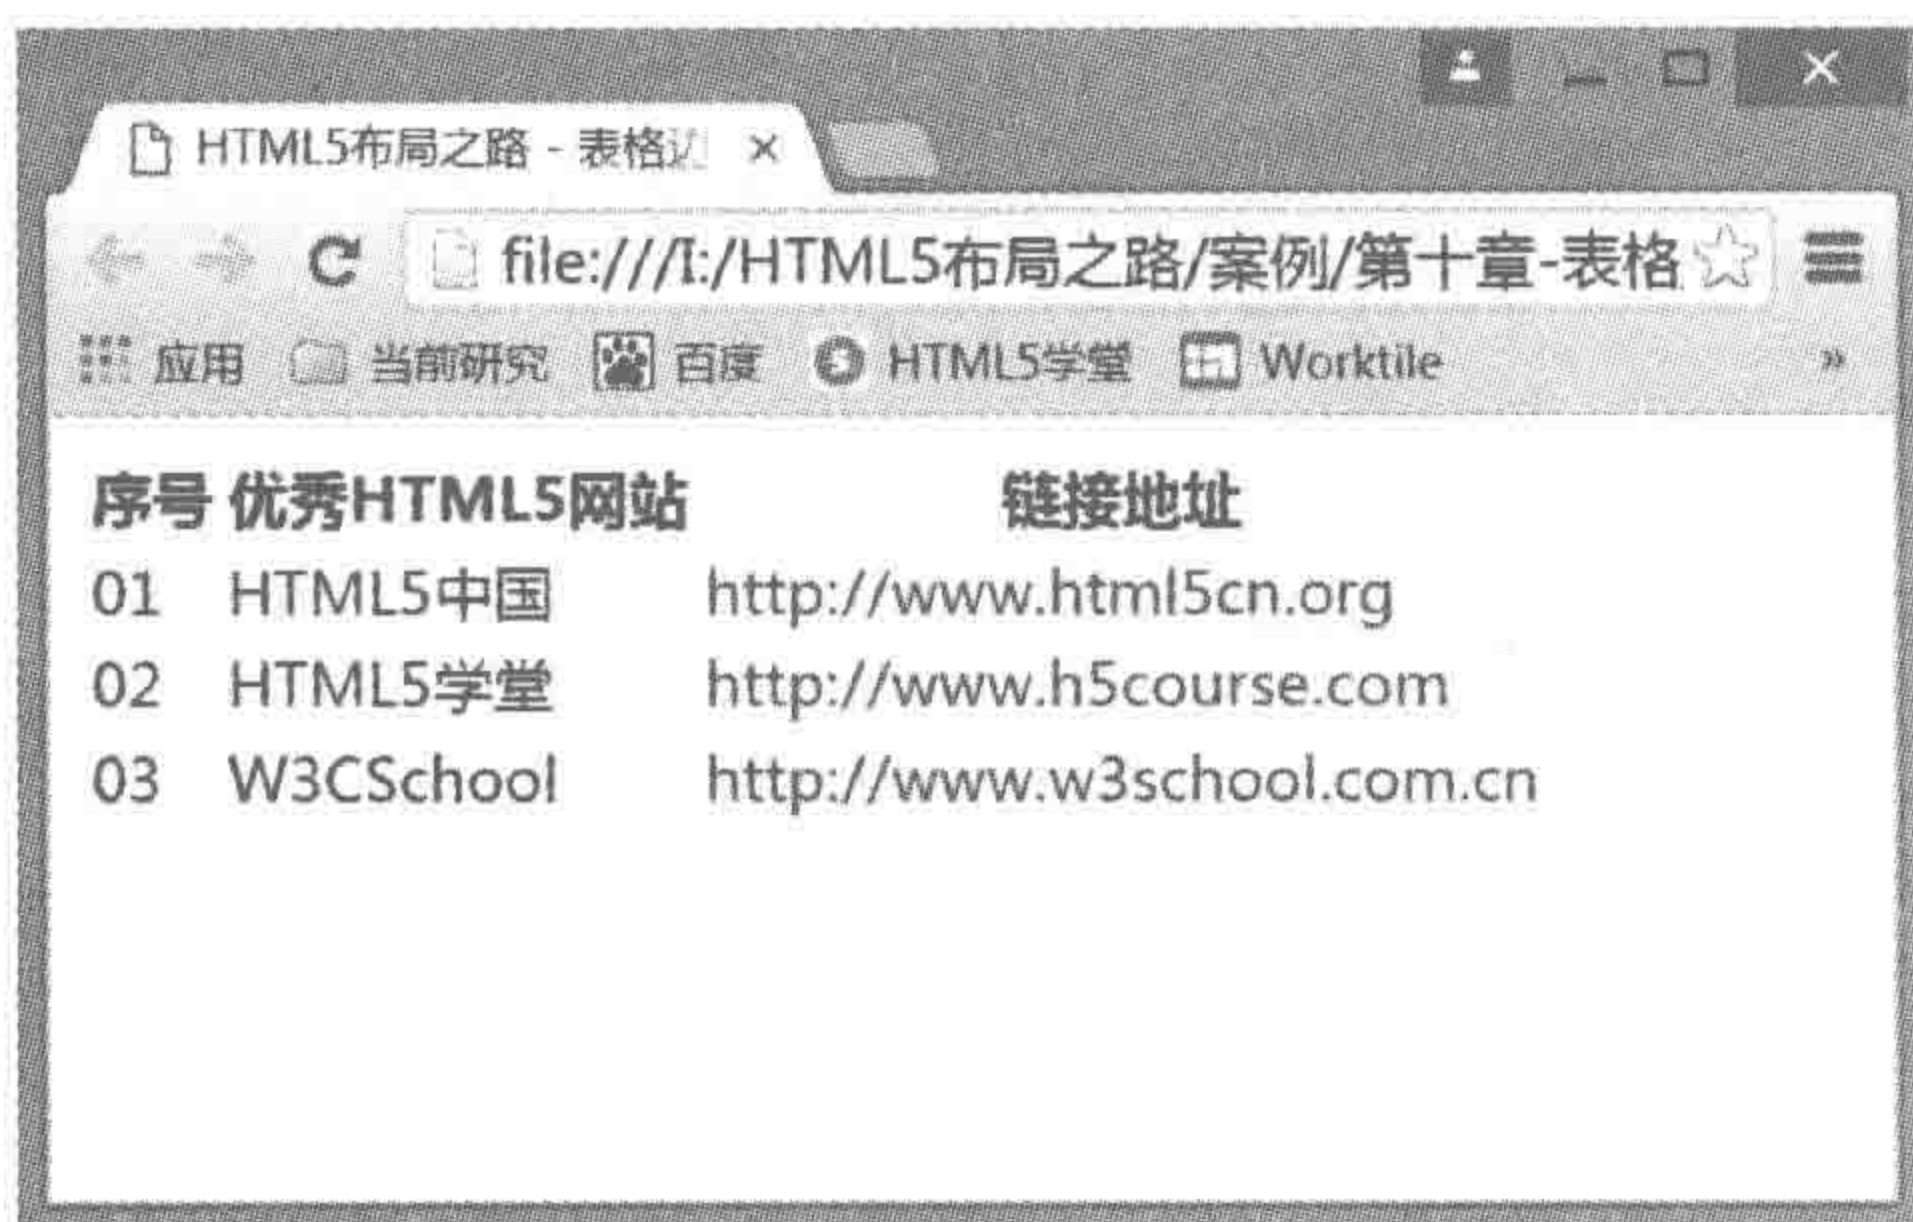 HTML5布局之路 - 表格
file:///I:/HTML5布局之路/案例/第十章-表格
应用 当前研究 百度 HTML5学堂 Worktile »
序号 优秀HTML5网站 链接地址
01 HTML5中国 http://www.html5cn.org
02 HTML5学堂 http://www.h5course.com
03 W3CSchool http://www.w3school.com.cn